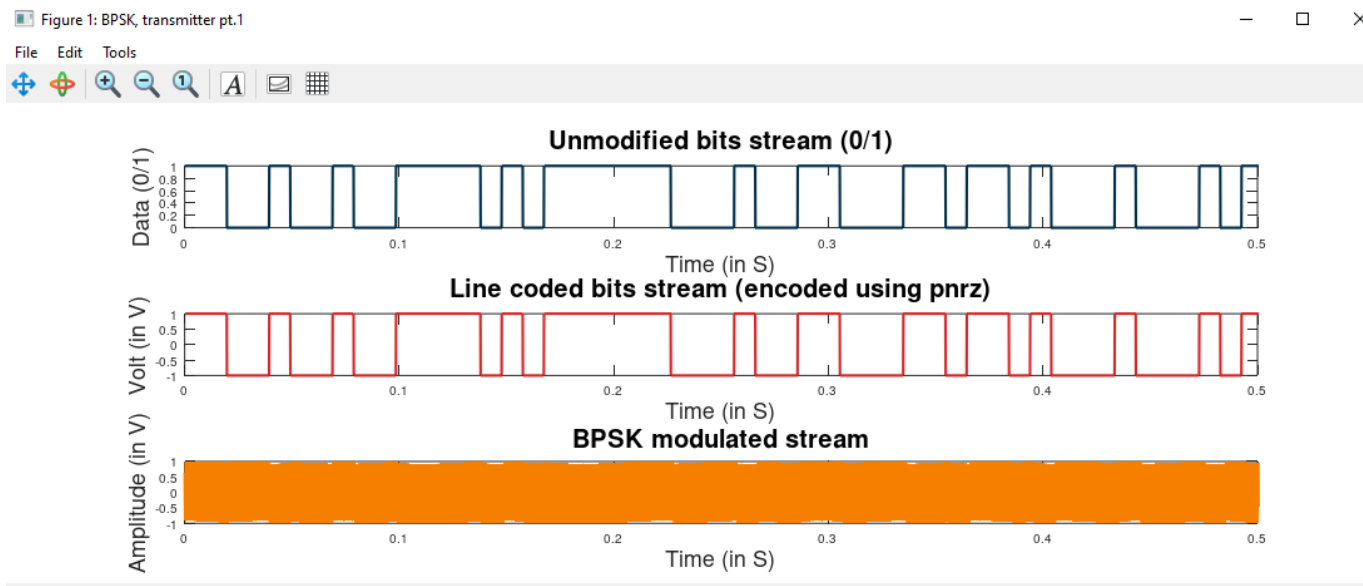 Figure 1: BPSK, transmitter pt.1
File Edit Tools
1 A
Unmodified bits stream (0/1)
Data (0/1)
1
0.8
0.6
0.4
0.2
0
0 0.1 0.2 0.3 0.4 0.5
Time (in S)
Line coded bits stream (encoded using pnrz)
Volt (in V)
1
0.5
0
-0.5
-1
0 0.1 0.2 0.3 0.4 0.5
Time (in S)
BPSK modulated stream
Amplitude (in V)
1
0.5
0
-0.5
-1
0 0.1 0.2 0.3 0.4 0.5
Time (in S)